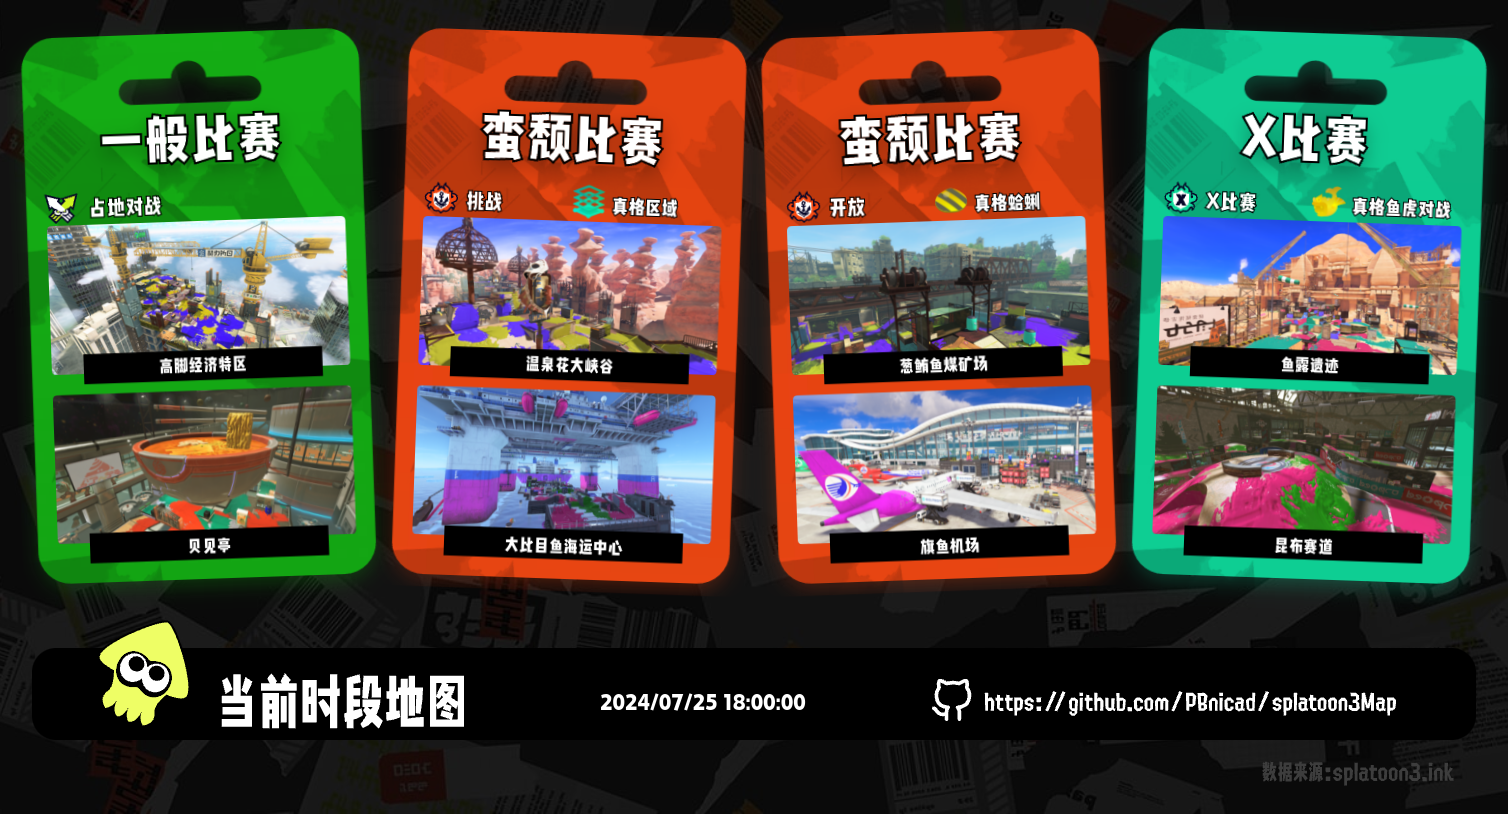 一般比赛
占地对战
高脚经济特区
贝见亭
蛮颓比赛
挑战
真格区域
温泉花大峡谷
大比目鱼海运中心
蛮颓比赛
开放
真格蛤蜊
葱鲔鱼煤矿场
旗鱼机场
X比赛
X比赛
真格鱼虎对战
鱼露遗迹
昆布赛道
当前时段地图
2024/07/25 18:00:00
https://github.com/PBnicad/splatoon3Map
数据来源:splatoon3.ink